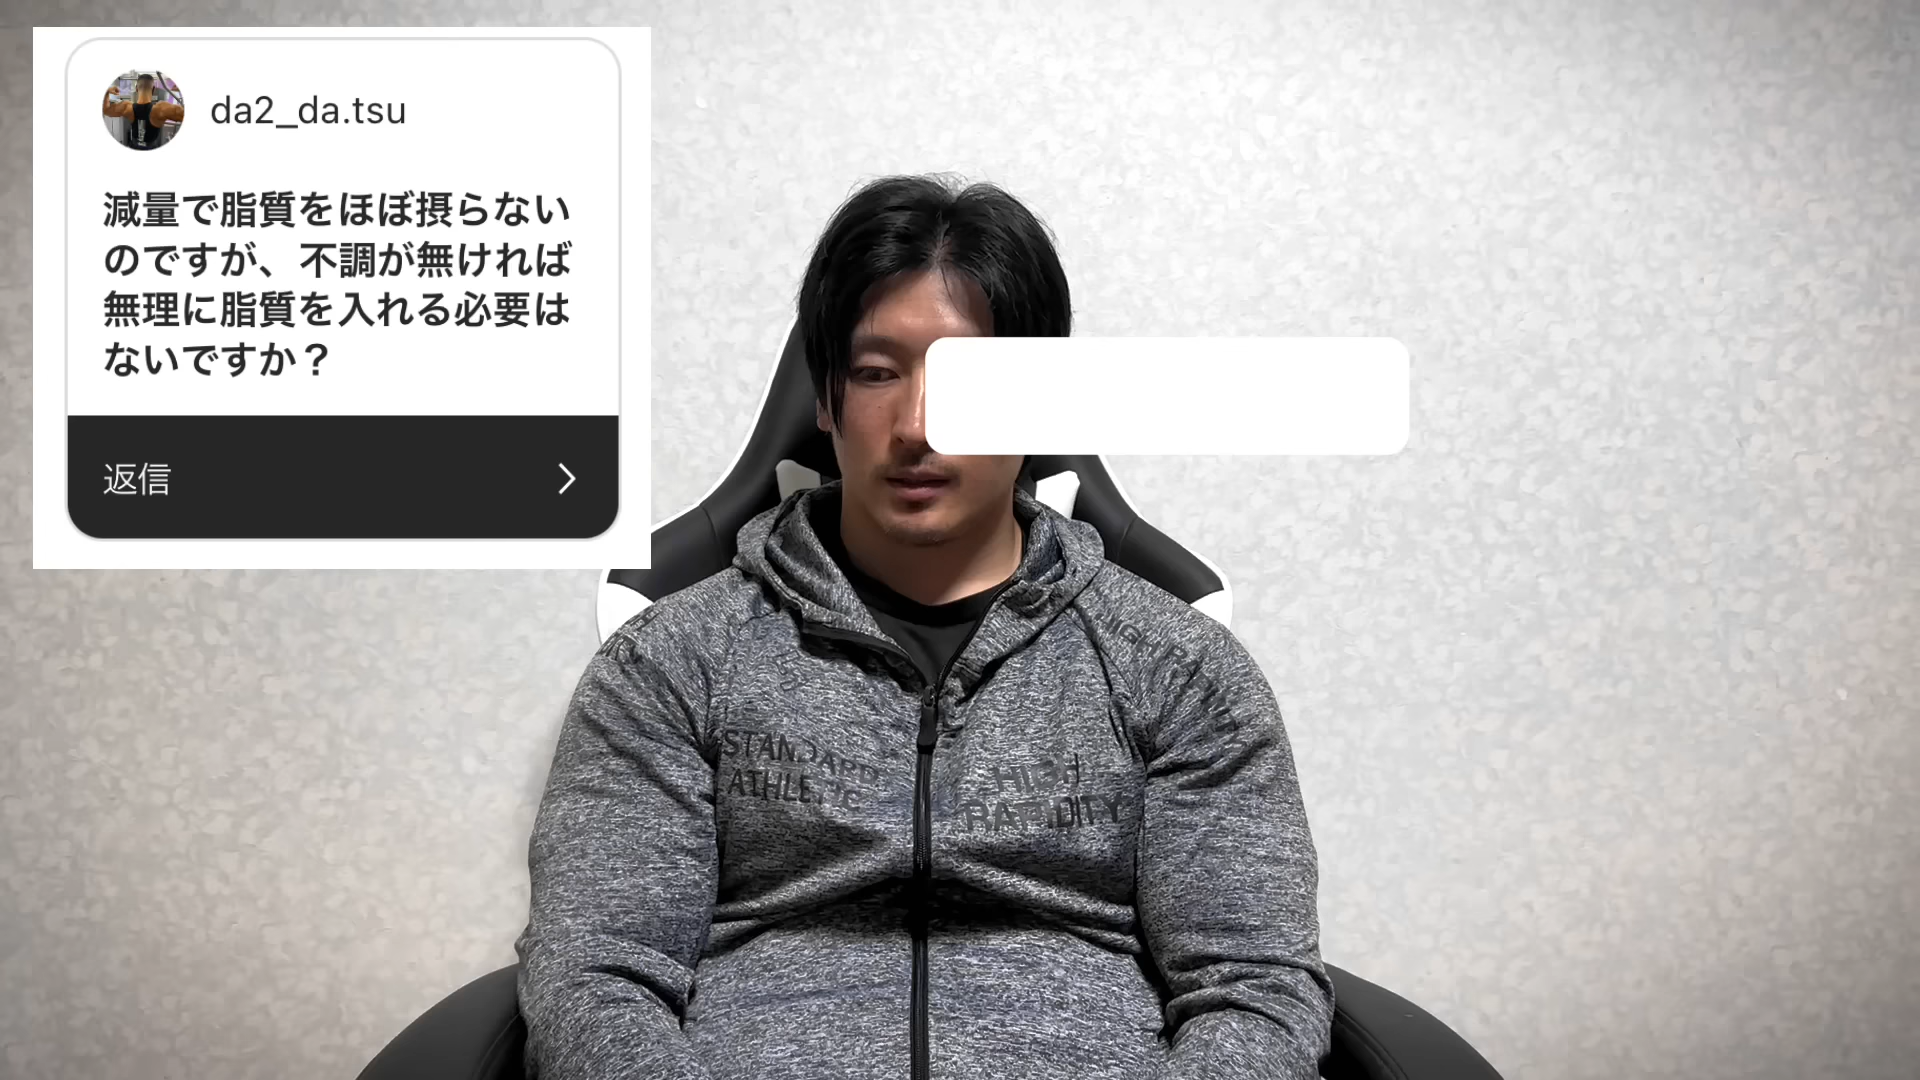 da2_da.tsu
減量で脂質をほぼ摂らない
のですが、不調が無ければ
無理に脂質を入れる必要は
ないですか？
返信
STANDARD
ATHLETIC
HIGH
RAPIDITY